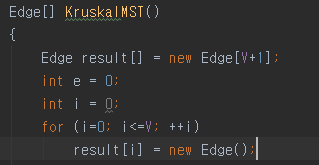 Edge[] KruskalMST()
{
Edge result[] = new Edge[V+1];
int e = 0;
int i = 0;
for (i=0; i<=V; ++i)
result[i] = new Edge();